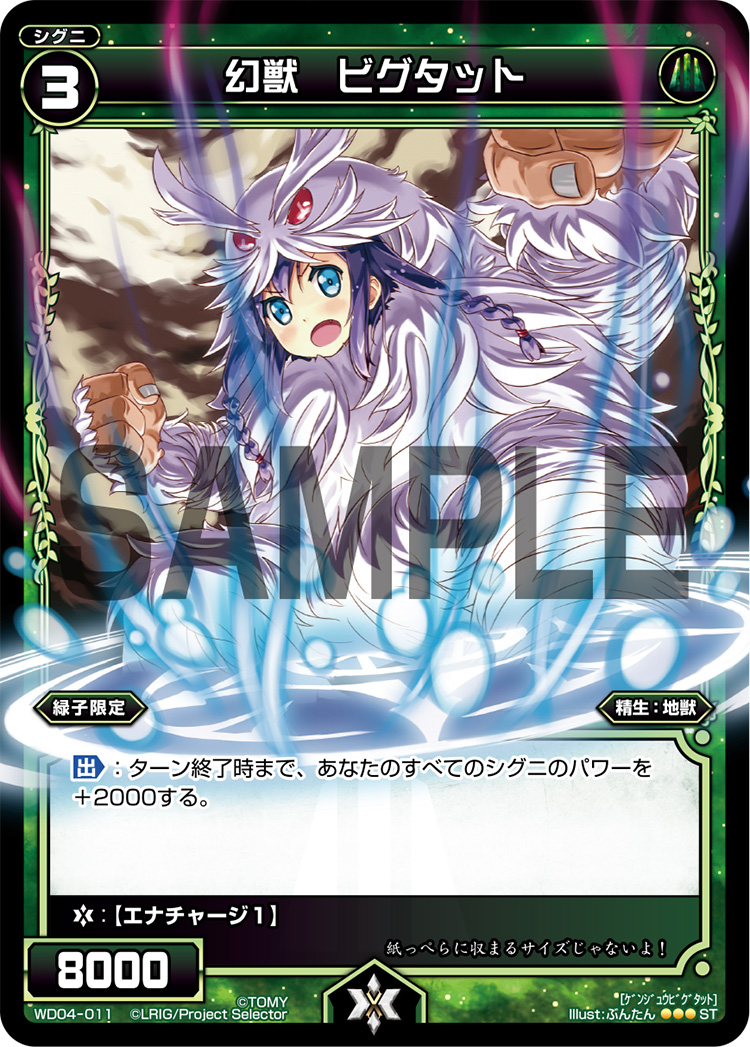 シグニ
3
幻獣 ビグタット
SAMPLE
緑子限定
精生:地獣
出:ターン終了時まで、あなたのすべてのシグニのパワーを
+2000する。
:【エナチャージ1】
紙っぺらに収まるサイズじゃないよ!
8000
©TOMY
WD04-011 ©LRIG/Project Selector
[ｹﾞﾝｼﾞｭｳﾋﾞｸﾞﾀｯﾄ]
Illust:ぶんたん ST